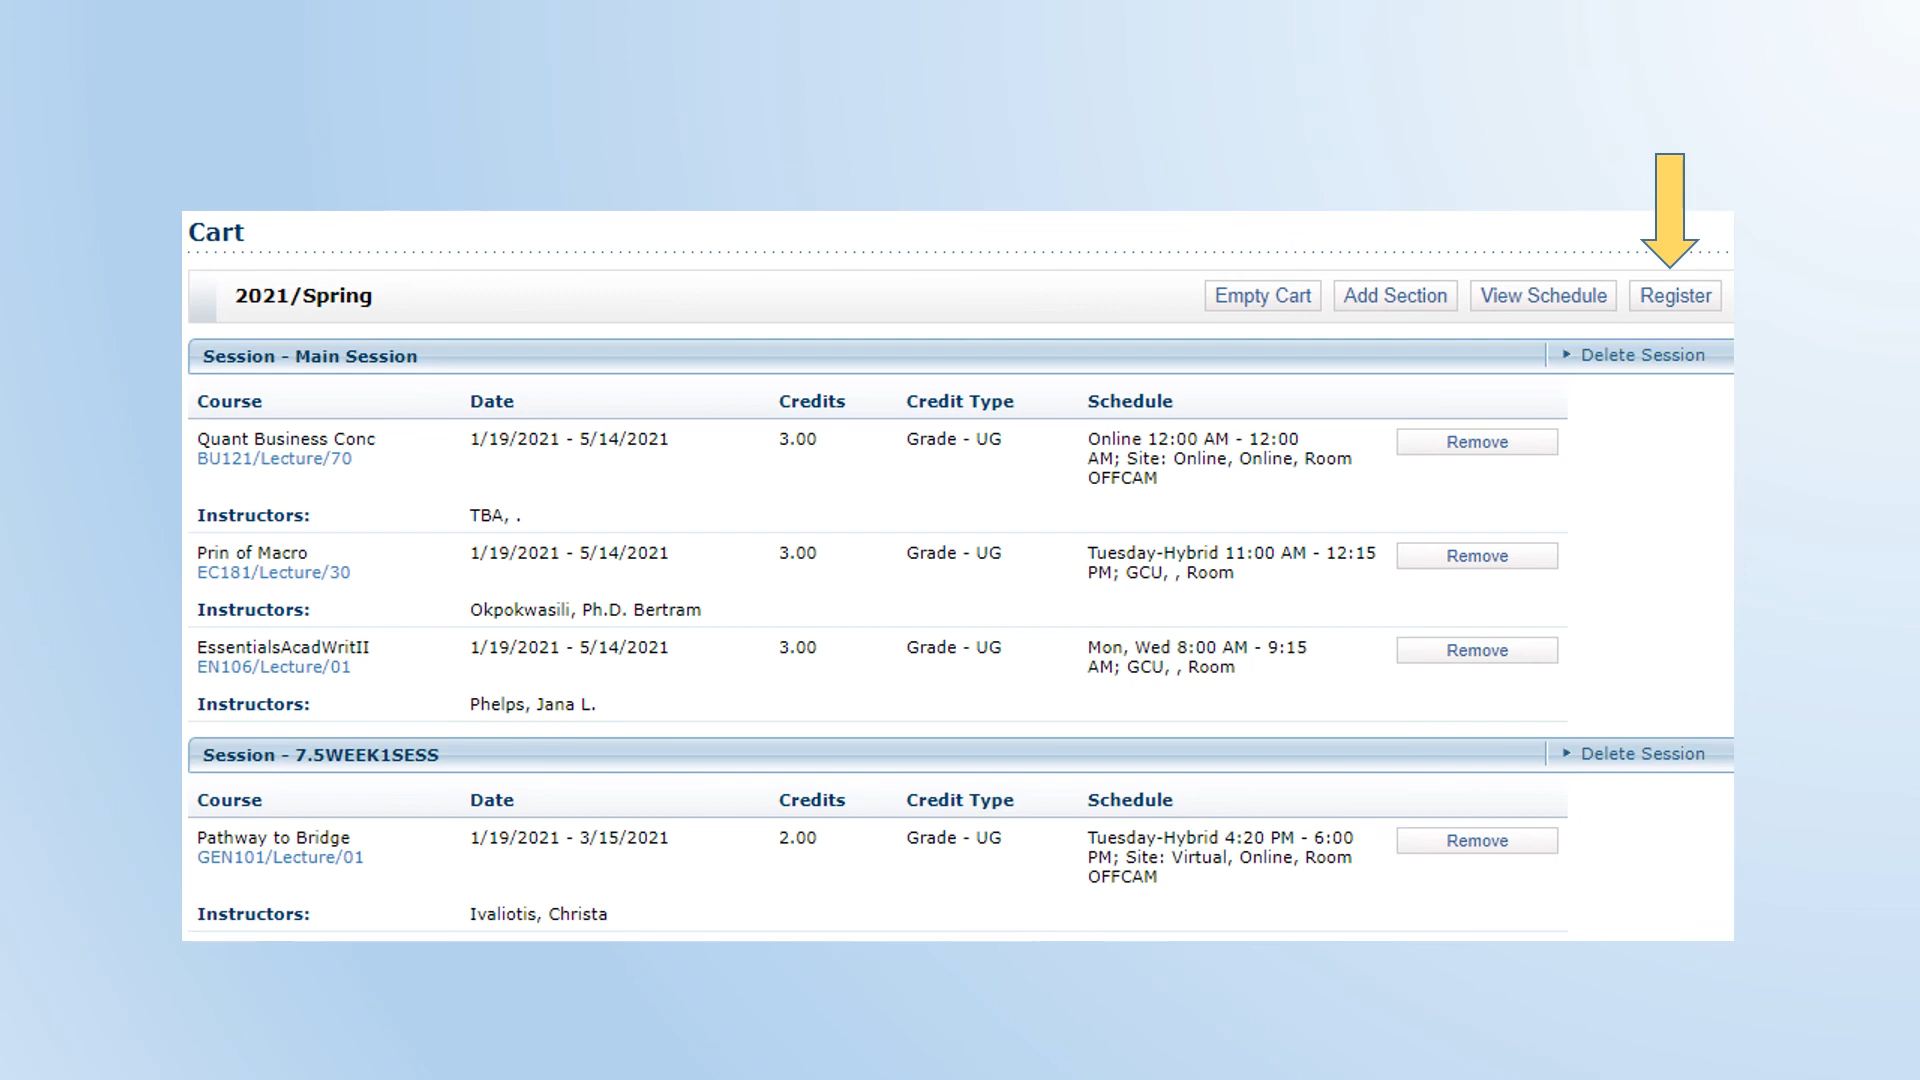 Cart
2021/Spring
Empty Cart
Add Section
View Schedule
Register
Session - Main Session
Delete Session
Course Date Credits Credit Type Schedule
Quant Business Conc 1/19/2021 - 5/14/2021 3.00 Grade - UG Online 12:00 AM - 12:00 Remove
BU121/Lecture/70 AM; Site: Online, Online, Room
OFFCAM
Instructors: TBA, .
Prin of Macro 1/19/2021 - 5/14/2021 3.00 Grade - UG Tuesday-Hybrid 11:00 AM - 12:15 Remove
EC181/Lecture/30 PM; GCU, , Room
Instructors: Okpokwasili, Ph.D. Bertram
EssentialsAcadWritII 1/19/2021 - 5/14/2021 3.00 Grade - UG Mon, Wed 8:00 AM - 9:15 Remove
EN106/Lecture/01 AM; GCU, , Room
Instructors: Phelps, Jana L.
Session - 7.5WEEK1SESS
Delete Session
Course Date Credits Credit Type Schedule
Pathway to Bridge 1/19/2021 - 3/15/2021 2.00 Grade - UG Tuesday-Hybrid 4:20 PM - 6:00 Remove
GEN101/Lecture/01 PM; Site: Virtual, Online, Room
OFFCAM
Instructors: Ivaliotis, Christa